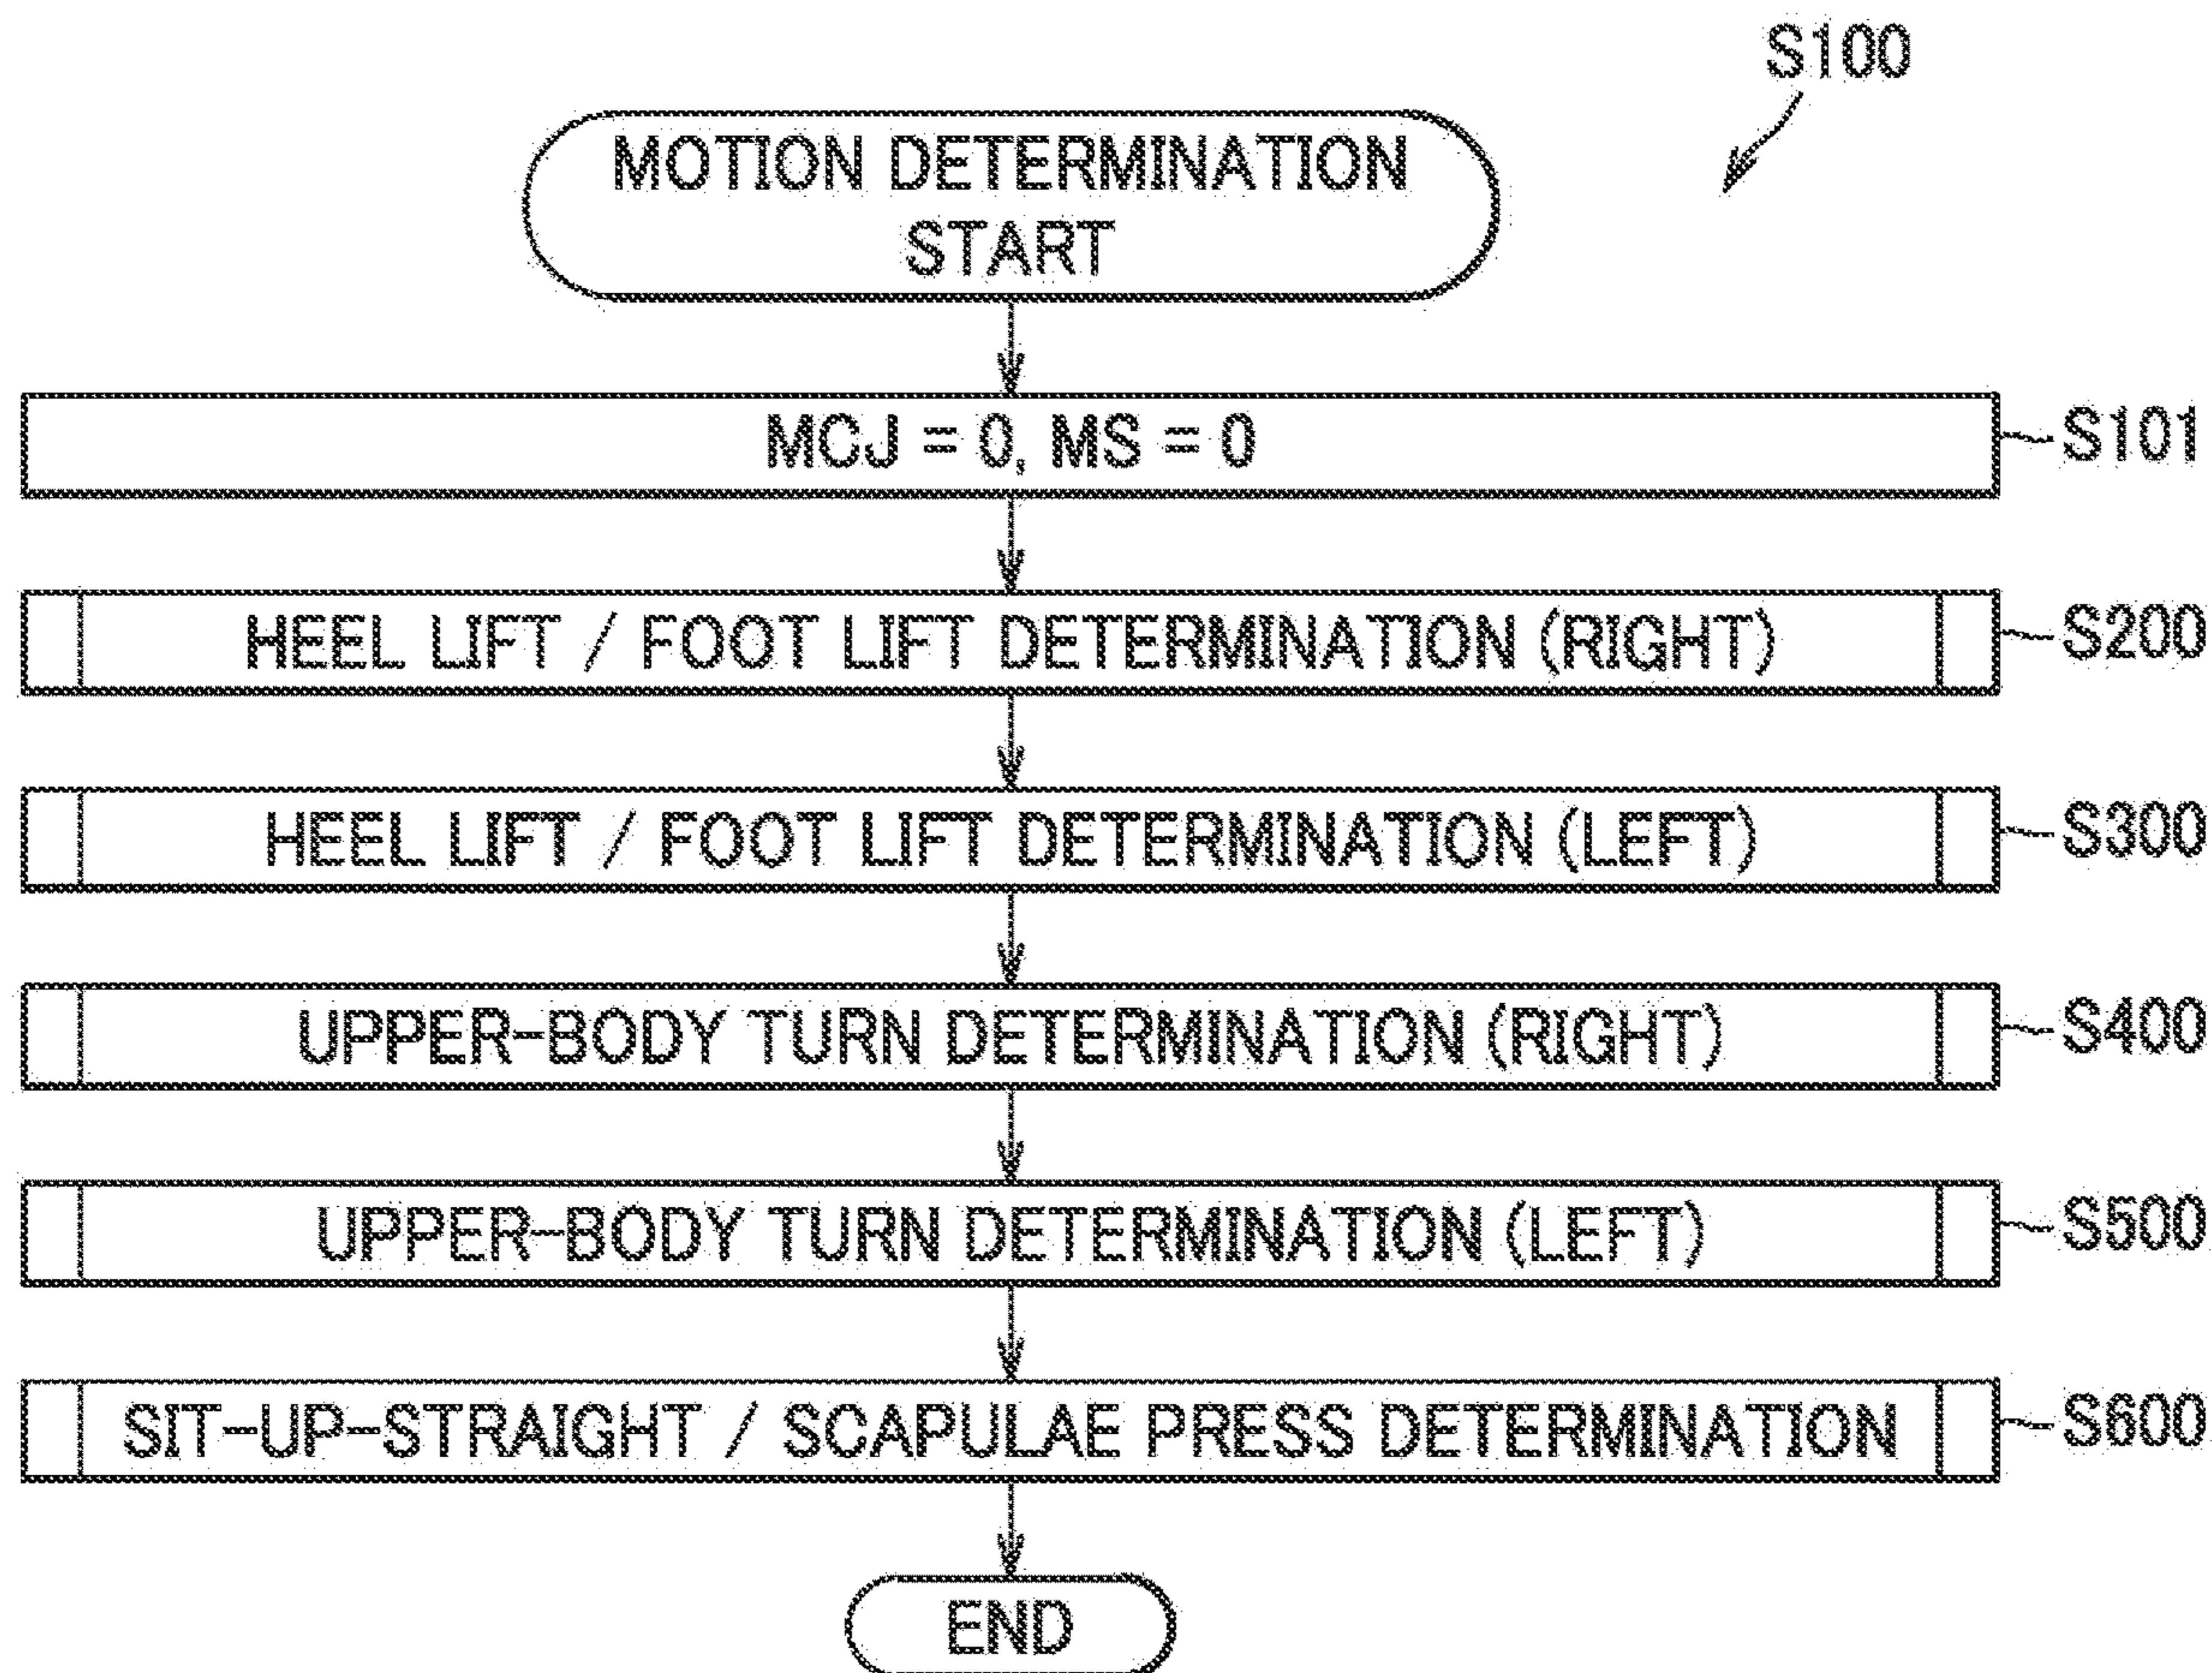 S100
MOTION DETERMINATION
START
MCJ = 0, MS = 0
S101
HEEL LIFT / FOOT LIFT DETERMINATION (RIGHT)
S200
HEEL LIFT / FOOT LIFT DETERMINATION (LEFT)
S300
UPPER-BODY TURN DETERMINATION (RIGHT)
S400
UPPER-BODY TURN DETERMINATION (LEFT)
S500
SIT-UP-STRAIGHT / SCAPULAE PRESS DETERMINATION
S600
END